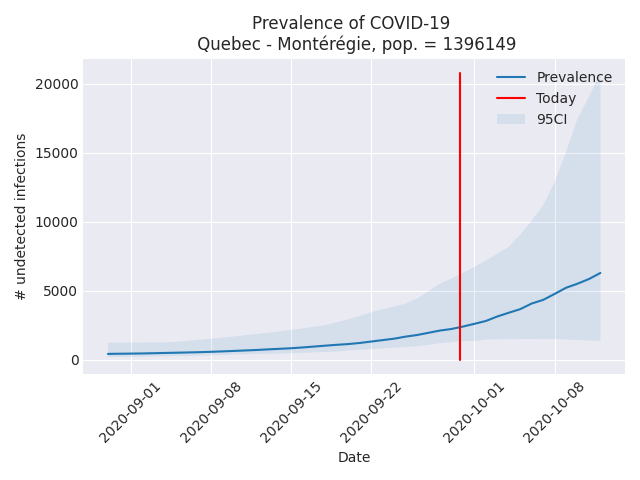 Prevalence of COVID-19
Quebec - Montérégie, pop. = 1396149
Prevalence
Today
95CI
# undetected infections
20000
15000
10000
5000
0
2020-09-01
2020-09-08
2020-09-15
2020-09-22
2020-10-01
2020-10-08
Date